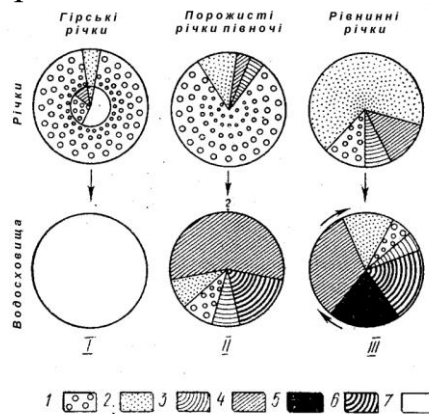 Гірські
річки
Порожисті
річки півночі
Рівнинні
річки
Річки
?
Водосховища
I
II
III
1 2 3 4 5 6 7